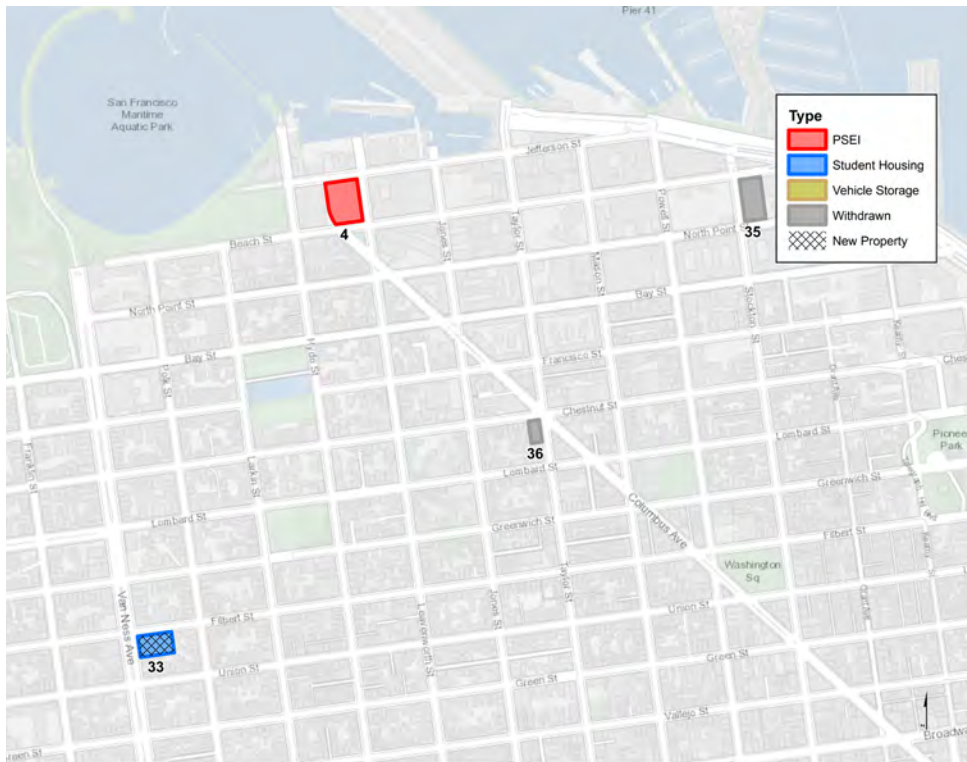 Pier 41
San Francisco
Maritime
Aquatic Park
Type
PSEI
Student Housing
Vehicle Storage
Withdrawn
New Property
Jefferson St
4
35
Beach St
Jones St
Taylor St
Powell St
North Point St
Mason St
Bay St
Stockton St
North Point St
Hyde St
Bay St
Polk St
Francisco St
Chestnut St
Lombard St
Pioneer
Park
Franklin St
Larkin St
36
Lombard St
Greenwich St
Columbus Ave
Lombard St
Greenwich St
Filbert St
Washington
Sq
Van Ness Ave
Taylor St
Jones St
Leavenworth St
Union St
Filbert St
33
Union St
Green St
Green St
Vallejo St
Broadwa